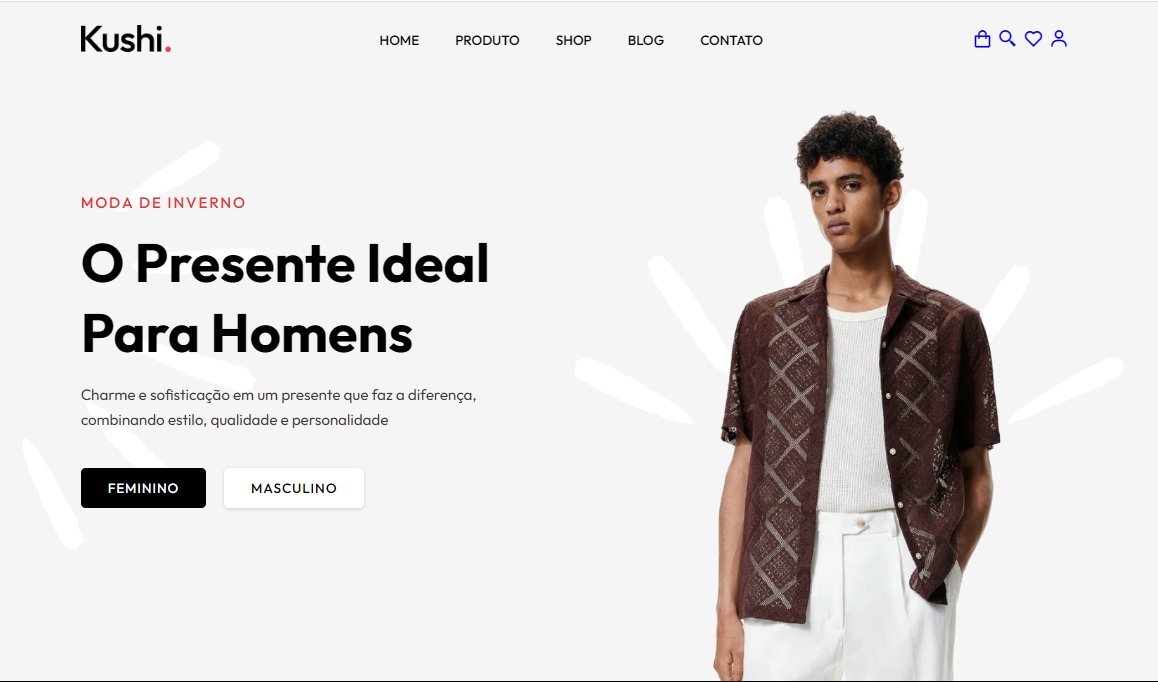 Kushi.
HOME PRODUTO SHOP BLOG CONTATO
MODA DE INVERNO
O Presente Ideal
Para Homens
Charme e sofisticação em um presente que faz a diferença,
combinando estilo, qualidade e personalidade
FEMININO MASCULINO